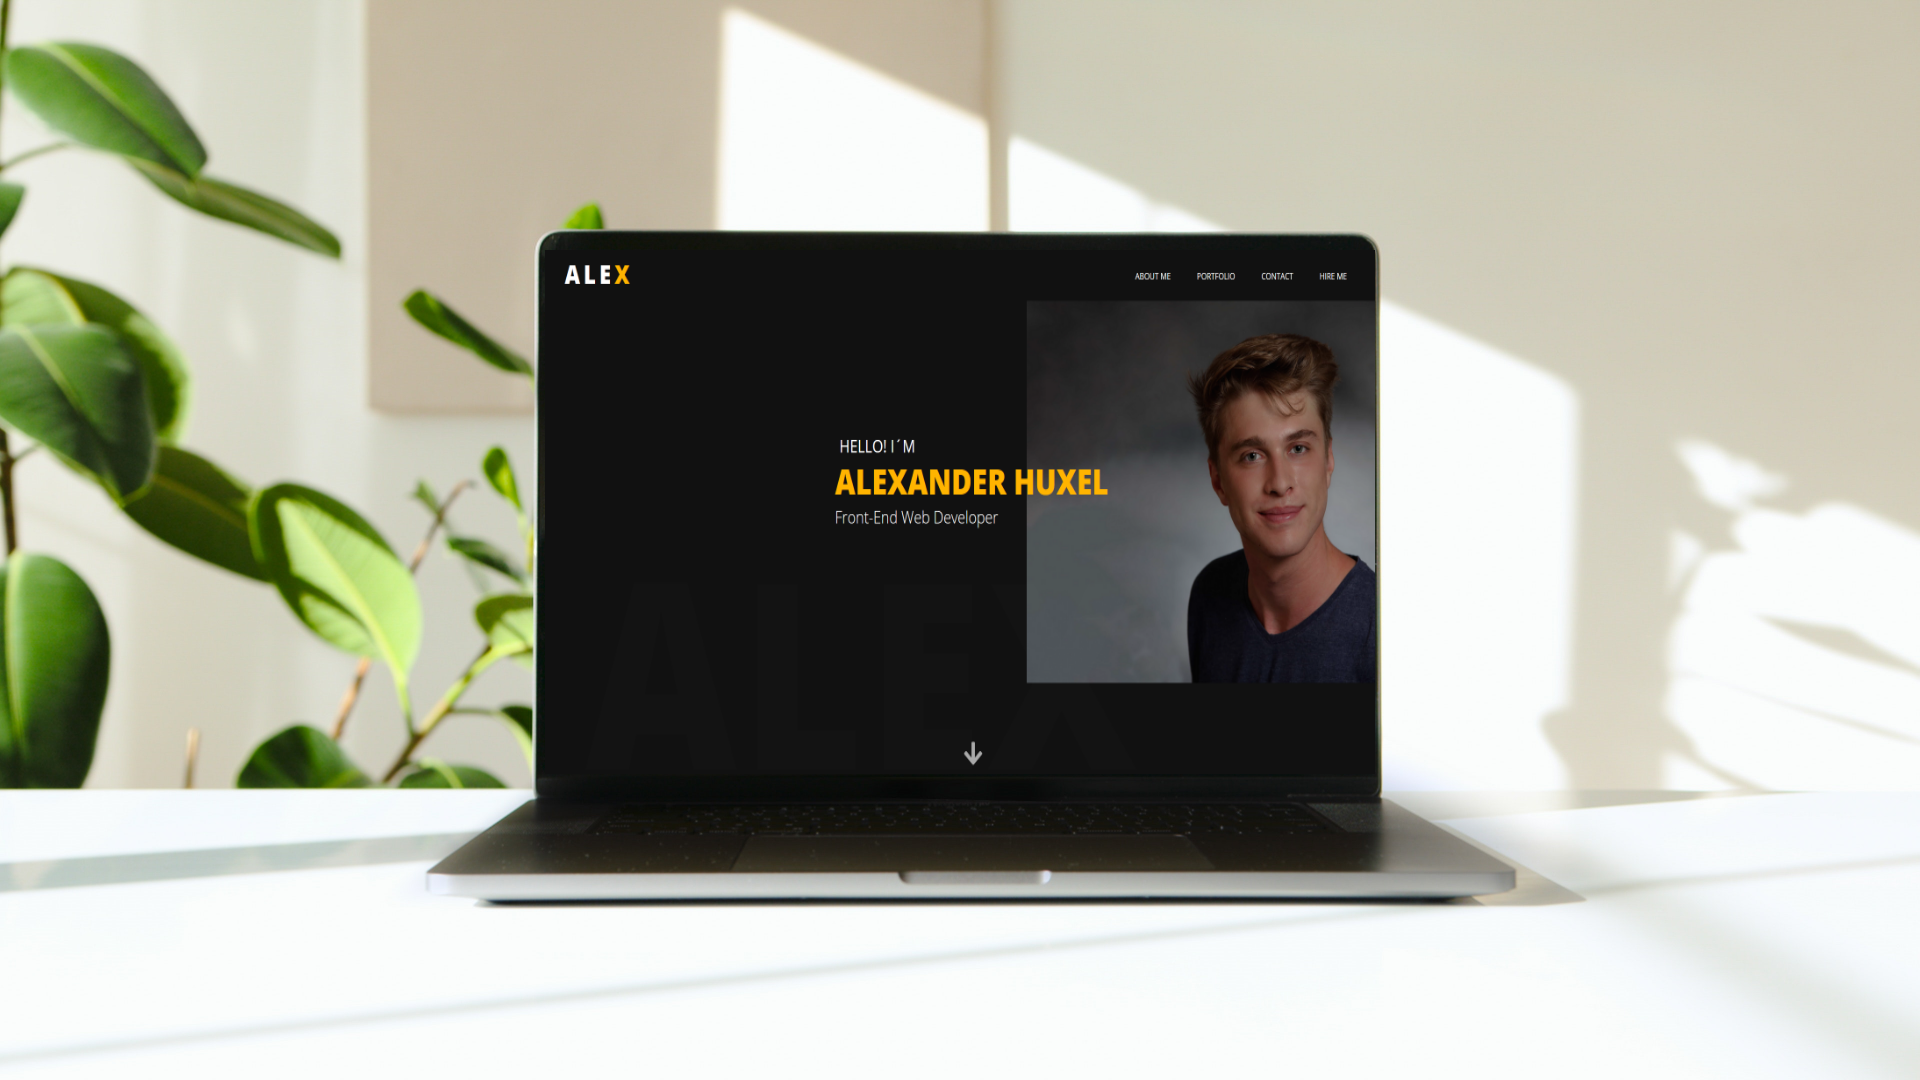 ALEX
ABOUT ME PORTFOLIO CONTACT HIRE ME
HELLO! I´M
ALEXANDER HUXEL
Front-End Web Developer
ALEX